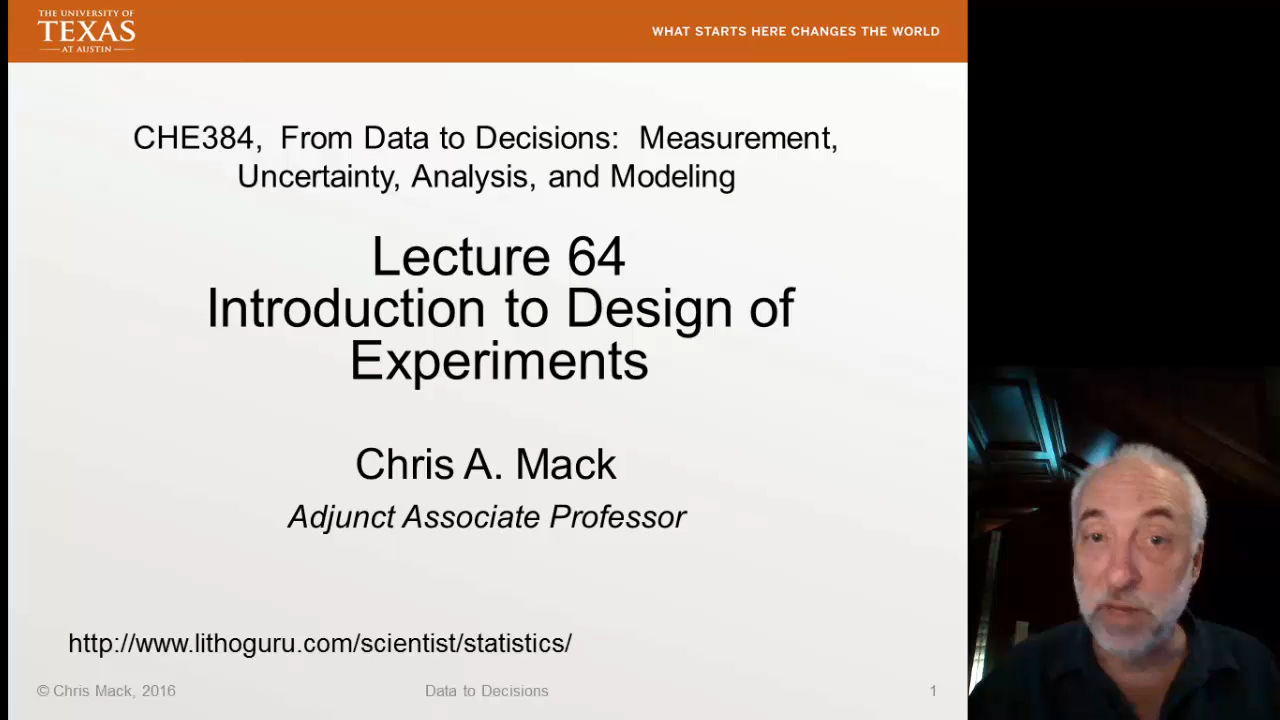 THE UNIVERSITY OF
TEXAS
AT AUSTIN
WHAT STARTS HERE CHANGES THE WORLD
CHE384, From Data to Decisions: Measurement,
Uncertainty, Analysis, and Modeling
Lecture 64
Introduction to Design of
Experiments
Chris A. Mack
Adjunct Associate Professor
http://www.lithoguru.com/scientist/statistics/
© Chris Mack, 2016
Data to Decisions
1